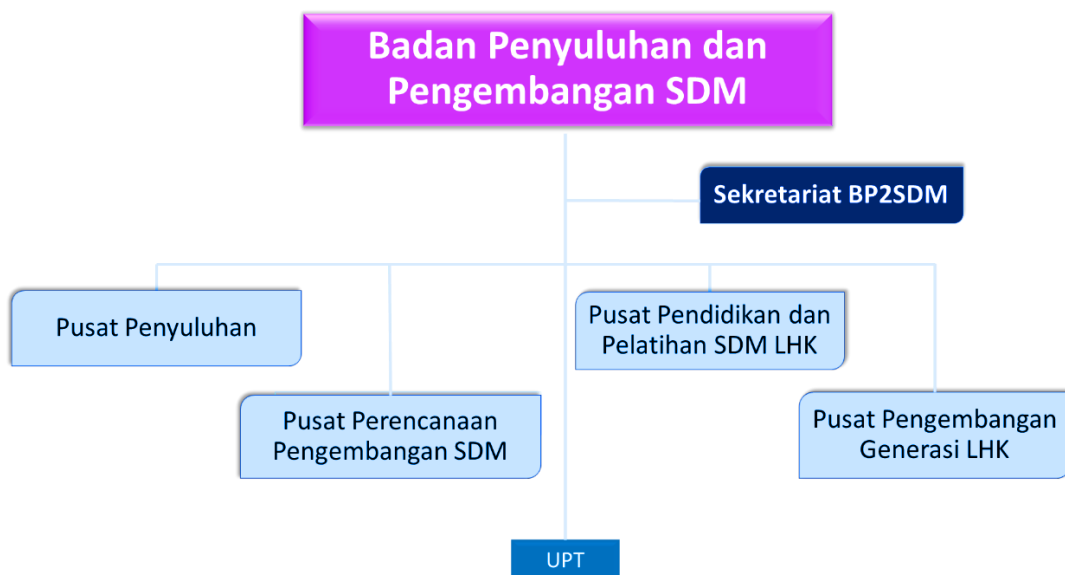 Badan Penyuluhan dan
Pengembangan SDM
Sekretariat BP2SDM
Pusat Penyuluhan
Pusat Pendidikan dan
Pelatihan SDM LHK
Pusat Perencanaan
Pengembangan SDM
Pusat Pengembangan
Generasi LHK
UPT